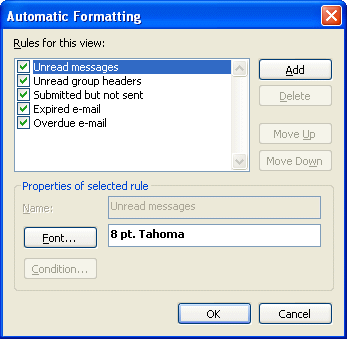 Automatic Formatting
Rules for this view:
Unread messages
Unread group headers
Submitted but not sent
Expired e-mail
Overdue e-mail
Add
Delete
Move Up
Move Down
Properties of selected rule
Name:
Unread messages
Font...
8 pt. Tahoma
Condition...
OK
Cancel